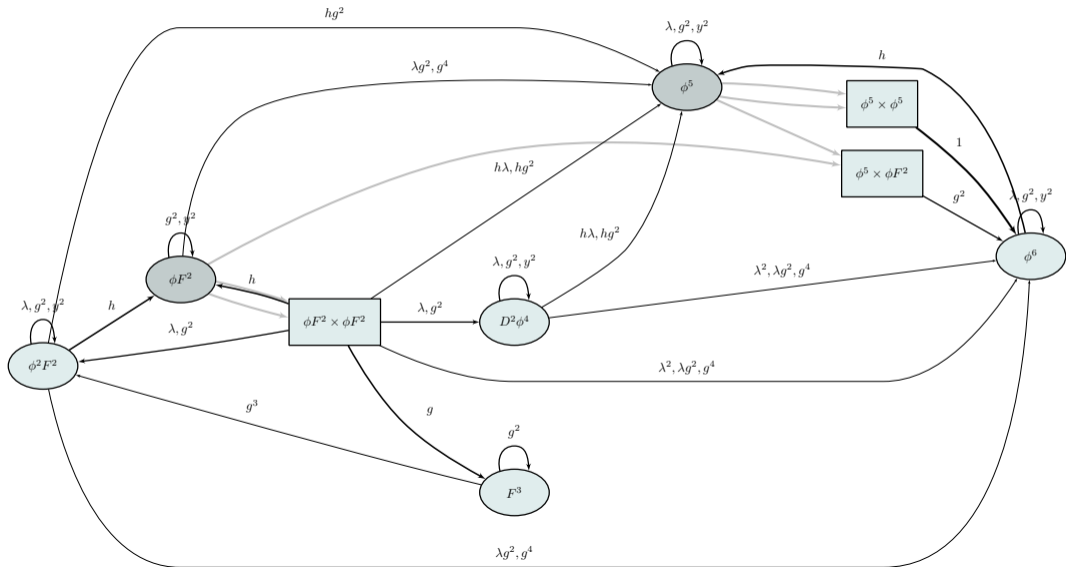 hg²
λ, g², y²
λg², g⁴
h
ϕ⁵
ϕ⁵ × ϕ⁵
1
hλ, hg²
ϕ⁵ × ϕF²
g²
λ, g², y²
g², y²
ϕ⁶
hλ, hg²
λ, g², y²
λ², λg², g⁴
ϕF²
h
h
λ, g², y²
λ, g²
λ, g²
ϕF² × ϕF²
D²ϕ⁴
ϕ²F²
λ², λg², g⁴
g³
g
g²
F³
λg², g⁴